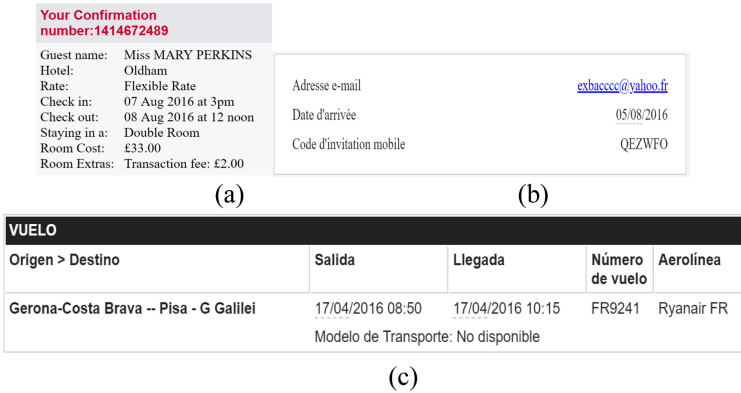 Your Confirmation
number:1414672489
Guest name: Miss MARY PERKINS
Hotel: Oldham
Rate: Flexible Rate
Check in: 07 Aug 2016 at 3pm
Check out: 08 Aug 2016 at 12 noon
Staying in a: Double Room
Room Cost: £33.00
Room Extras: Transaction fee: £2.00
(a)
Adresse e-mail exbacccc@yahoo.fr
Date d'arrivée 05/08/2016
Code d'invitation mobile QEZWFO
(b)
VUELO
Origen > Destino Salida Llegada Número de vuelo Aerolínea
Gerona-Costa Brava -- Pisa - G Galilei 17/04/2016 08:50 17/04/2016 10:15 FR9241 Ryanair FR
Modelo de Transporte: No disponible
(c)